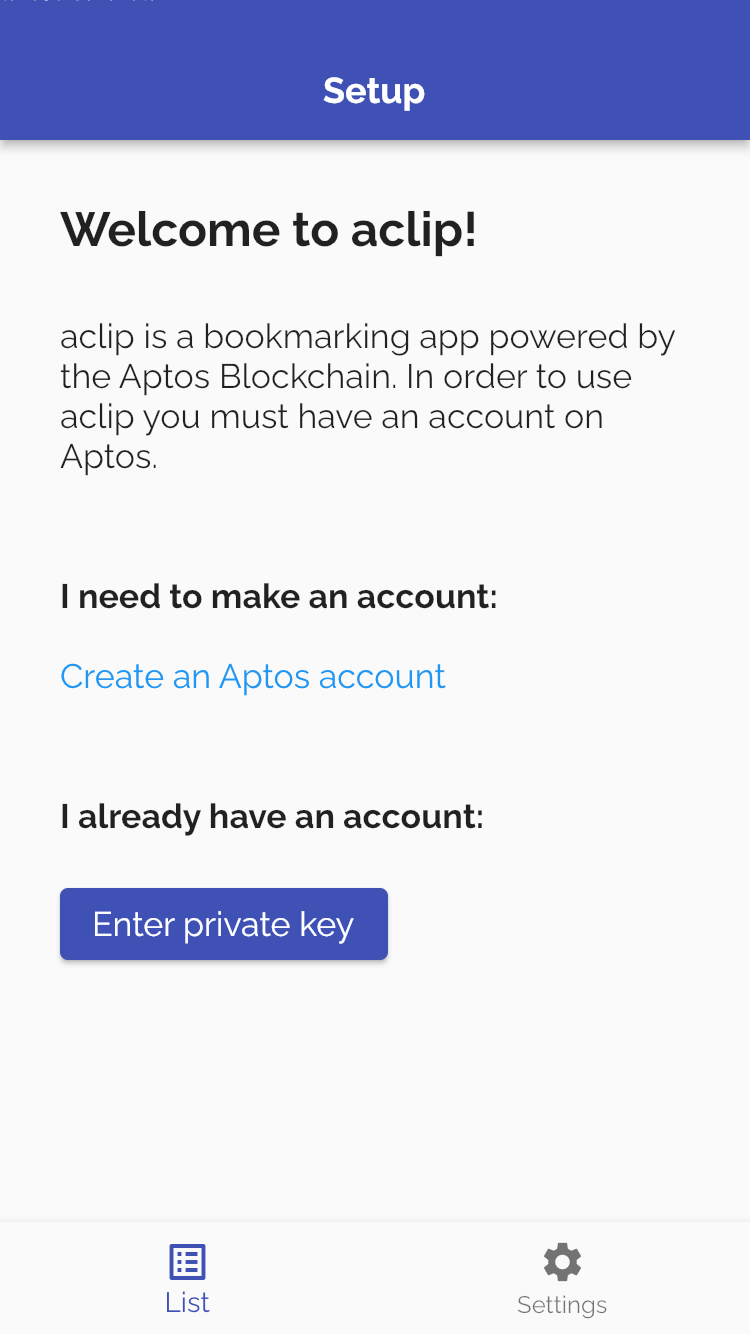 Setup
Welcome to aclip!
aclip is a bookmarking app powered by
the Aptos Blockchain. In order to use
aclip you must have an account on
Aptos.
I need to make an account:
Create an Aptos account
I already have an account:
Enter private key
List
Settings